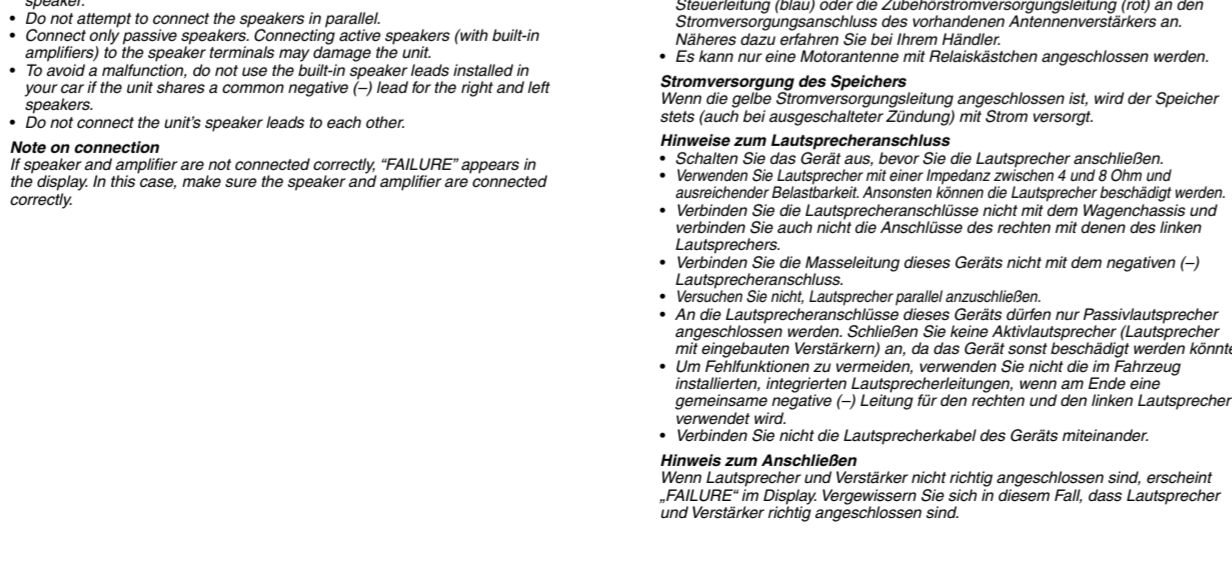 speaker.
• Do not attempt to connect the speakers in parallel.
• Connect only passive speakers. Connecting active speakers (with built-in
amplifiers) to the speaker terminals may damage the unit.
• To avoid a malfunction, do not use the built-in speaker leads installed in
your car if the unit shares a common negative (–) lead for the right and left
speakers.
• Do not connect the unit’s speaker leads to each other.
Note on connection
If speaker and amplifier are not connected correctly, “FAILURE” appears in
the display. In this case, make sure the speaker and amplifier are connected
correctly.
Steuerleitung (blau) oder die Zubehörstromversorgungsleitung (rot) an den
Stromversorgungsanschluss des vorhandenen Antennenverstärkers an.
Näheres dazu erfahren Sie bei Ihrem Händler.
• Es kann nur eine Motorantenne mit Relaiskästchen angeschlossen werden.
Stromversorgung des Speichers
Wenn die gelbe Stromversorgungsleitung angeschlossen ist, wird der Speicher
stets (auch bei ausgeschalteter Zündung) mit Strom versorgt.
Hinweise zum Lautsprecheranschluss
• Schalten Sie das Gerät aus, bevor Sie die Lautsprecher anschließen.
• Verwenden Sie Lautsprecher mit einer Impedanz zwischen 4 und 8 Ohm und
ausreichender Belastbarkeit. Ansonsten können die Lautsprecher beschädigt werden.
• Verbinden Sie die Lautsprecheranschlüsse nicht mit dem Wagenchassis und
verbinden Sie auch nicht die Anschlüsse des rechten mit denen des linken
Lautsprechers.
• Verbinden Sie die Masseleitung dieses Geräts nicht mit dem negativen (–)
Lautsprecheranschluss.
• Versuchen Sie nicht, Lautsprecher parallel anzuschließen.
• An die Lautsprecheranschlüsse dieses Geräts dürfen nur Passivlautsprecher
angeschlossen werden. Schließen Sie keine Aktivlautsprecher (Lautsprecher
mit eingebauten Verstärkern) an, da das Gerät sonst beschädigt werden könnte
• Um Fehlfunktionen zu vermeiden, verwenden Sie nicht die im Fahrzeug
installierten, integrierten Lautsprecherleitungen, wenn am Ende eine
gemeinsame negative (–) Leitung für den rechten und den linken Lautsprecher
verwendet wird.
• Verbinden Sie nicht die Lautsprecherkabel des Geräts miteinander.
Hinweis zum Anschließen
Wenn Lautsprecher und Verstärker nicht richtig angeschlossen sind, erscheint
„FAILURE“ im Display. Vergewissern Sie sich in diesem Fall, dass Lautsprecher
und Verstärker richtig angeschlossen sind.